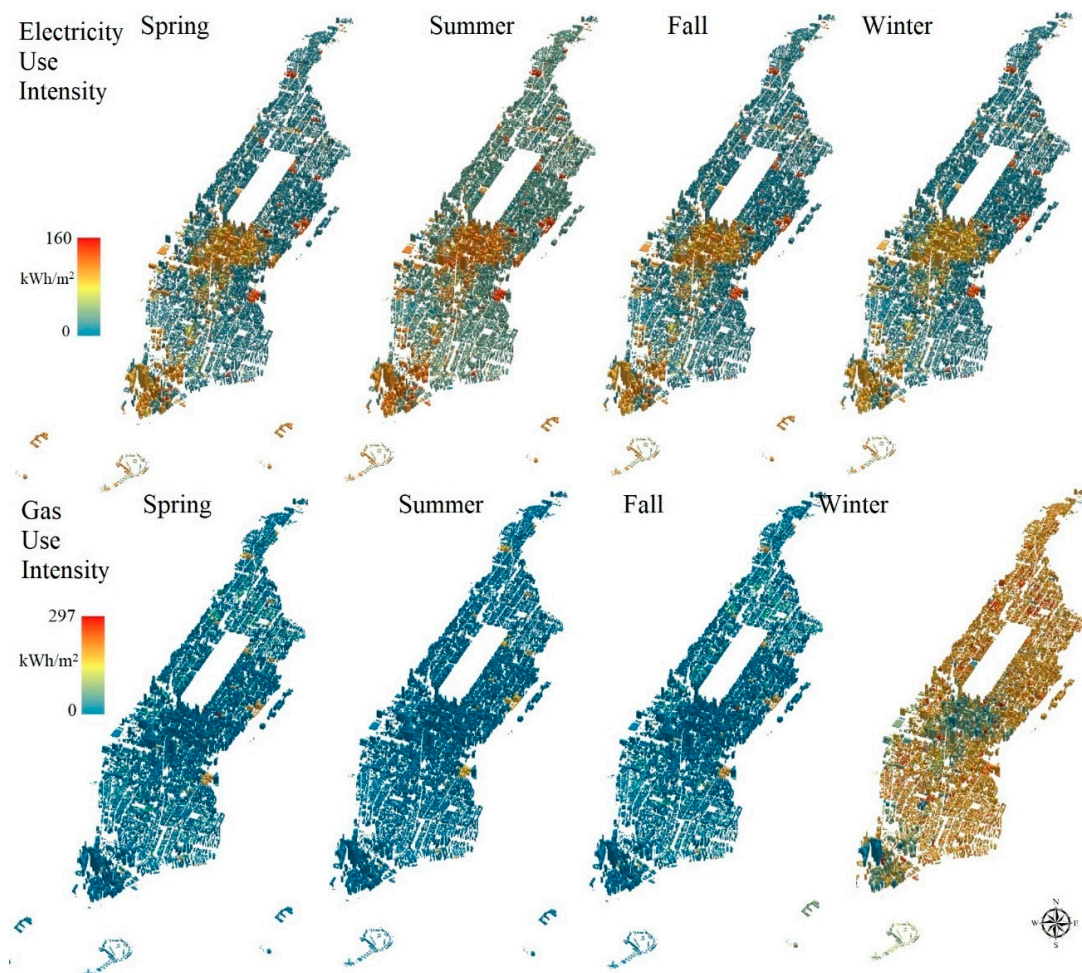 Electricity
Use
Intensity
Spring
Summer
Fall
Winter
160
kWh/m²
0
Gas
Use
Intensity
Spring
Summer
Fall
Winter
297
kWh/m²
0
N
W
E
S